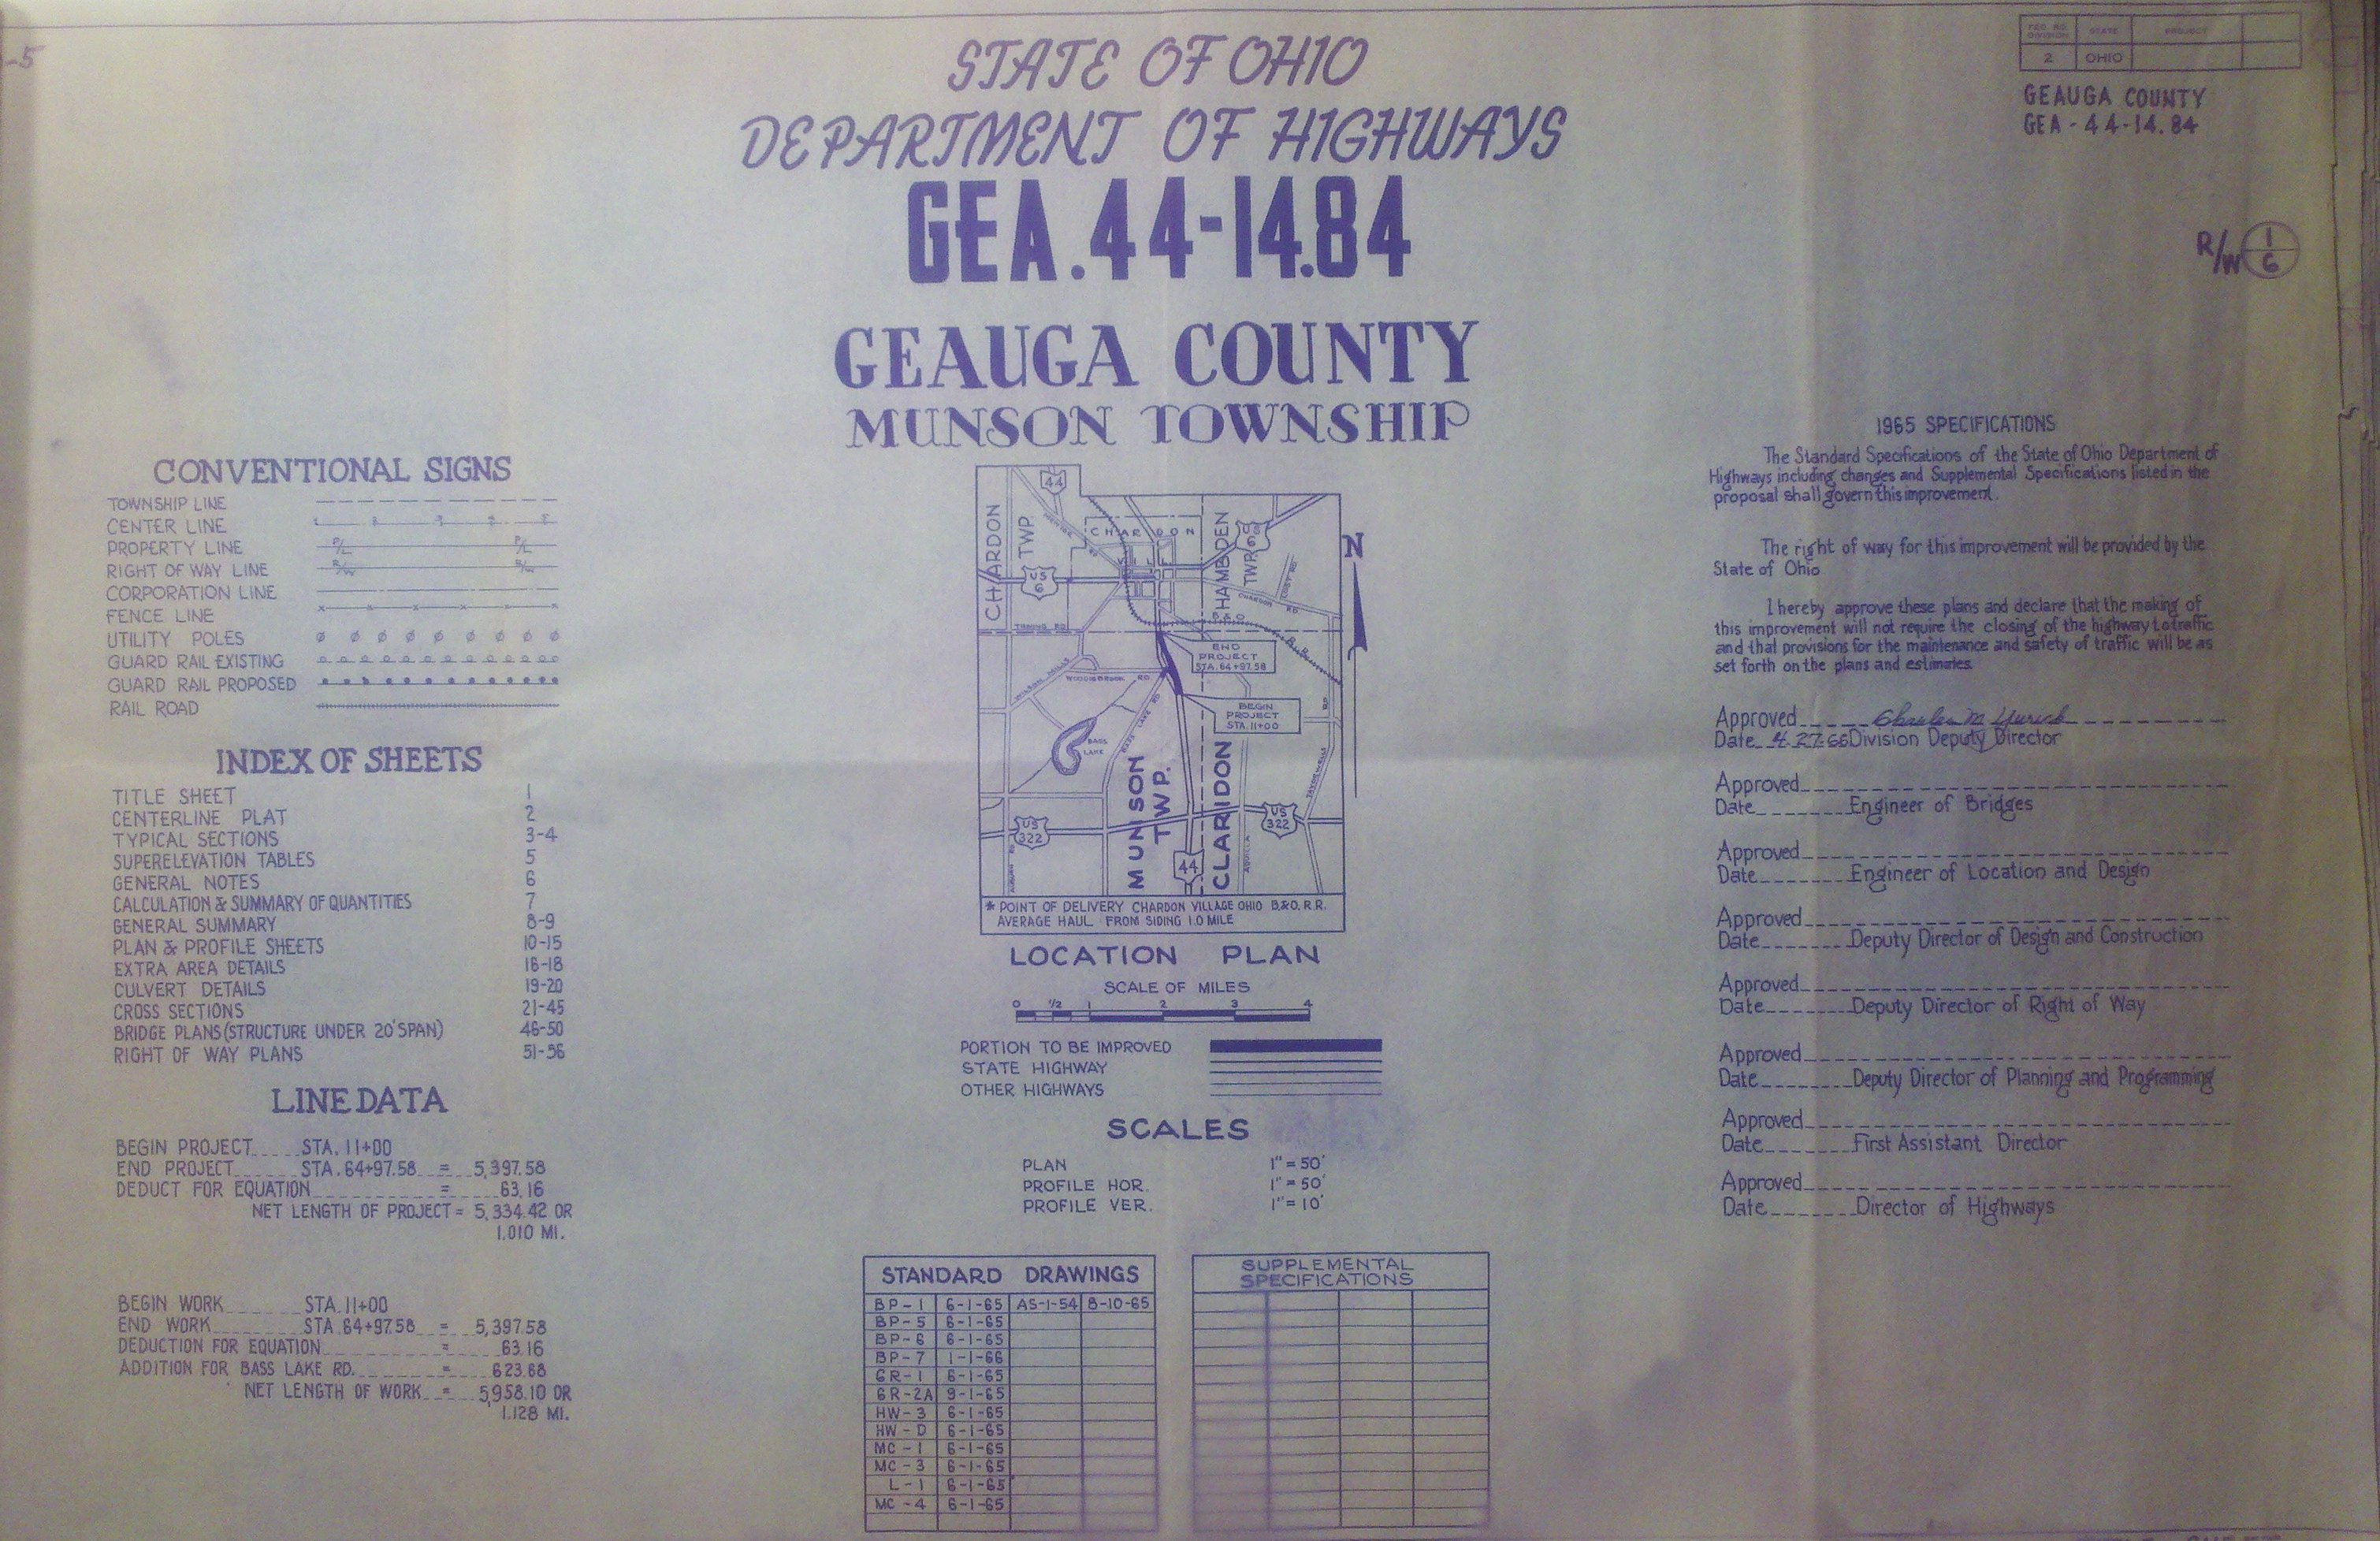 -5
STATE OF OHIO
DEPARTMENT OF HIGHWAYS
GEA.44-14.84
GEAUGA COUNTY
MUNSON TOWNSHIP
FED. RD. DIVISION STATE PROJECT
2 OHIO
GEAUGA COUNTY
GEA-44-14.84
R/W 1/6
CONVENTIONAL SIGNS
TOWNSHIP LINE
CENTER LINE
PROPERTY LINE P/L P/L
RIGHT OF WAY LINE R/W R/W
CORPORATION LINE
FENCE LINE
UTILITY POLES
GUARD RAIL EXISTING
GUARD RAIL PROPOSED
RAIL ROAD
INDEX OF SHEETS
TITLE SHEET 1
CENTERLINE PLAT 2
TYPICAL SECTIONS 3-4
SUPERELEVATION TABLES 5
GENERAL NOTES 6
CALCULATION & SUMMARY OF QUANTITIES 7
GENERAL SUMMARY 8-9
PLAN & PROFILE SHEETS 10-15
EXTRA AREA DETAILS 16-18
CULVERT DETAILS 19-20
CROSS SECTIONS 21-45
BRIDGE PLANS (STRUCTURE UNDER 20' SPAN) 46-50
RIGHT OF WAY PLANS 51-56
LINE DATA
BEGIN PROJECT STA. 11+00
END PROJECT STA. 64+97.58 = 5,397.58
DEDUCT FOR EQUATION = 63.16
NET LENGTH OF PROJECT = 5,334.42 OR
1.010 MI.
BEGIN WORK STA. 11+00
END WORK STA. 64+97.58 = 5,397.58
DEDUCTION FOR EQUATION = 63.16
ADDITION FOR BASS LAKE RD. = 623.68
NET LENGTH OF WORK = 5,958.10 OR
1.128 MI.
44
CHARDON TWP
CHARDON
HAMBDEN TWP.
US 6
US 6
CHARDON RD.
B & O R.R.
END
PROJECT
STA. 64+97.58
WOODIEBROOK RD.
WILSON MILLS
BASS LAKE RD.
BASS
LAKE
BEGIN
PROJECT
STA. 11+00
MUNSON TWP.
CLARIDON
US 322
US 322
AQUILLA
44
N
* POINT OF DELIVERY CHARDON VILLAGE OHIO B.&O. R.R.
AVERAGE HAUL FROM SIDING 1.0 MILE
LOCATION PLAN
SCALE OF MILES
0 1/2 1 2 3 4
PORTION TO BE IMPROVED
STATE HIGHWAY
OTHER HIGHWAYS
SCALES
PLAN 1" = 50'
PROFILE HOR. 1" = 50'
PROFILE VER. 1" = 10'
STANDARD DRAWINGS
BP-1 6-1-65 AS-1-54 8-10-65
BP-5 6-1-65
BP-6 6-1-65
BP-7 1-1-66
GR-1 6-1-65
GR-2A 9-1-65
HW-3 6-1-65
HW-D 6-1-65
MC-1 6-1-65
MC-3 6-1-65
L-1 6-1-65
MC-4 6-1-65
SUPPLEMENTAL
SPECIFICATIONS
1965 SPECIFICATIONS
The Standard Specifications of the State of Ohio Department of
Highways including changes and Supplemental Specifications listed in the
proposal shall govern this improvement.
The right of way for this improvement will be provided by the
State of Ohio
I hereby approve these plans and declare that the making of
this improvement will not require the closing of the highway to traffic
and that provisions for the maintenance and safety of traffic will be as
set forth on the plans and estimates.
Approved Charles M
Date 4-27-66 Division Deputy Director
Approved
Date Engineer of Bridges
Approved
Date Engineer of Location and Design
Approved
Date Deputy Director of Design and Construction
Approved
Date Deputy Director of Right of Way
Approved
Date Deputy Director of Planning and Programming
Approved
Date First Assistant Director
Approved
Date Director of Highways